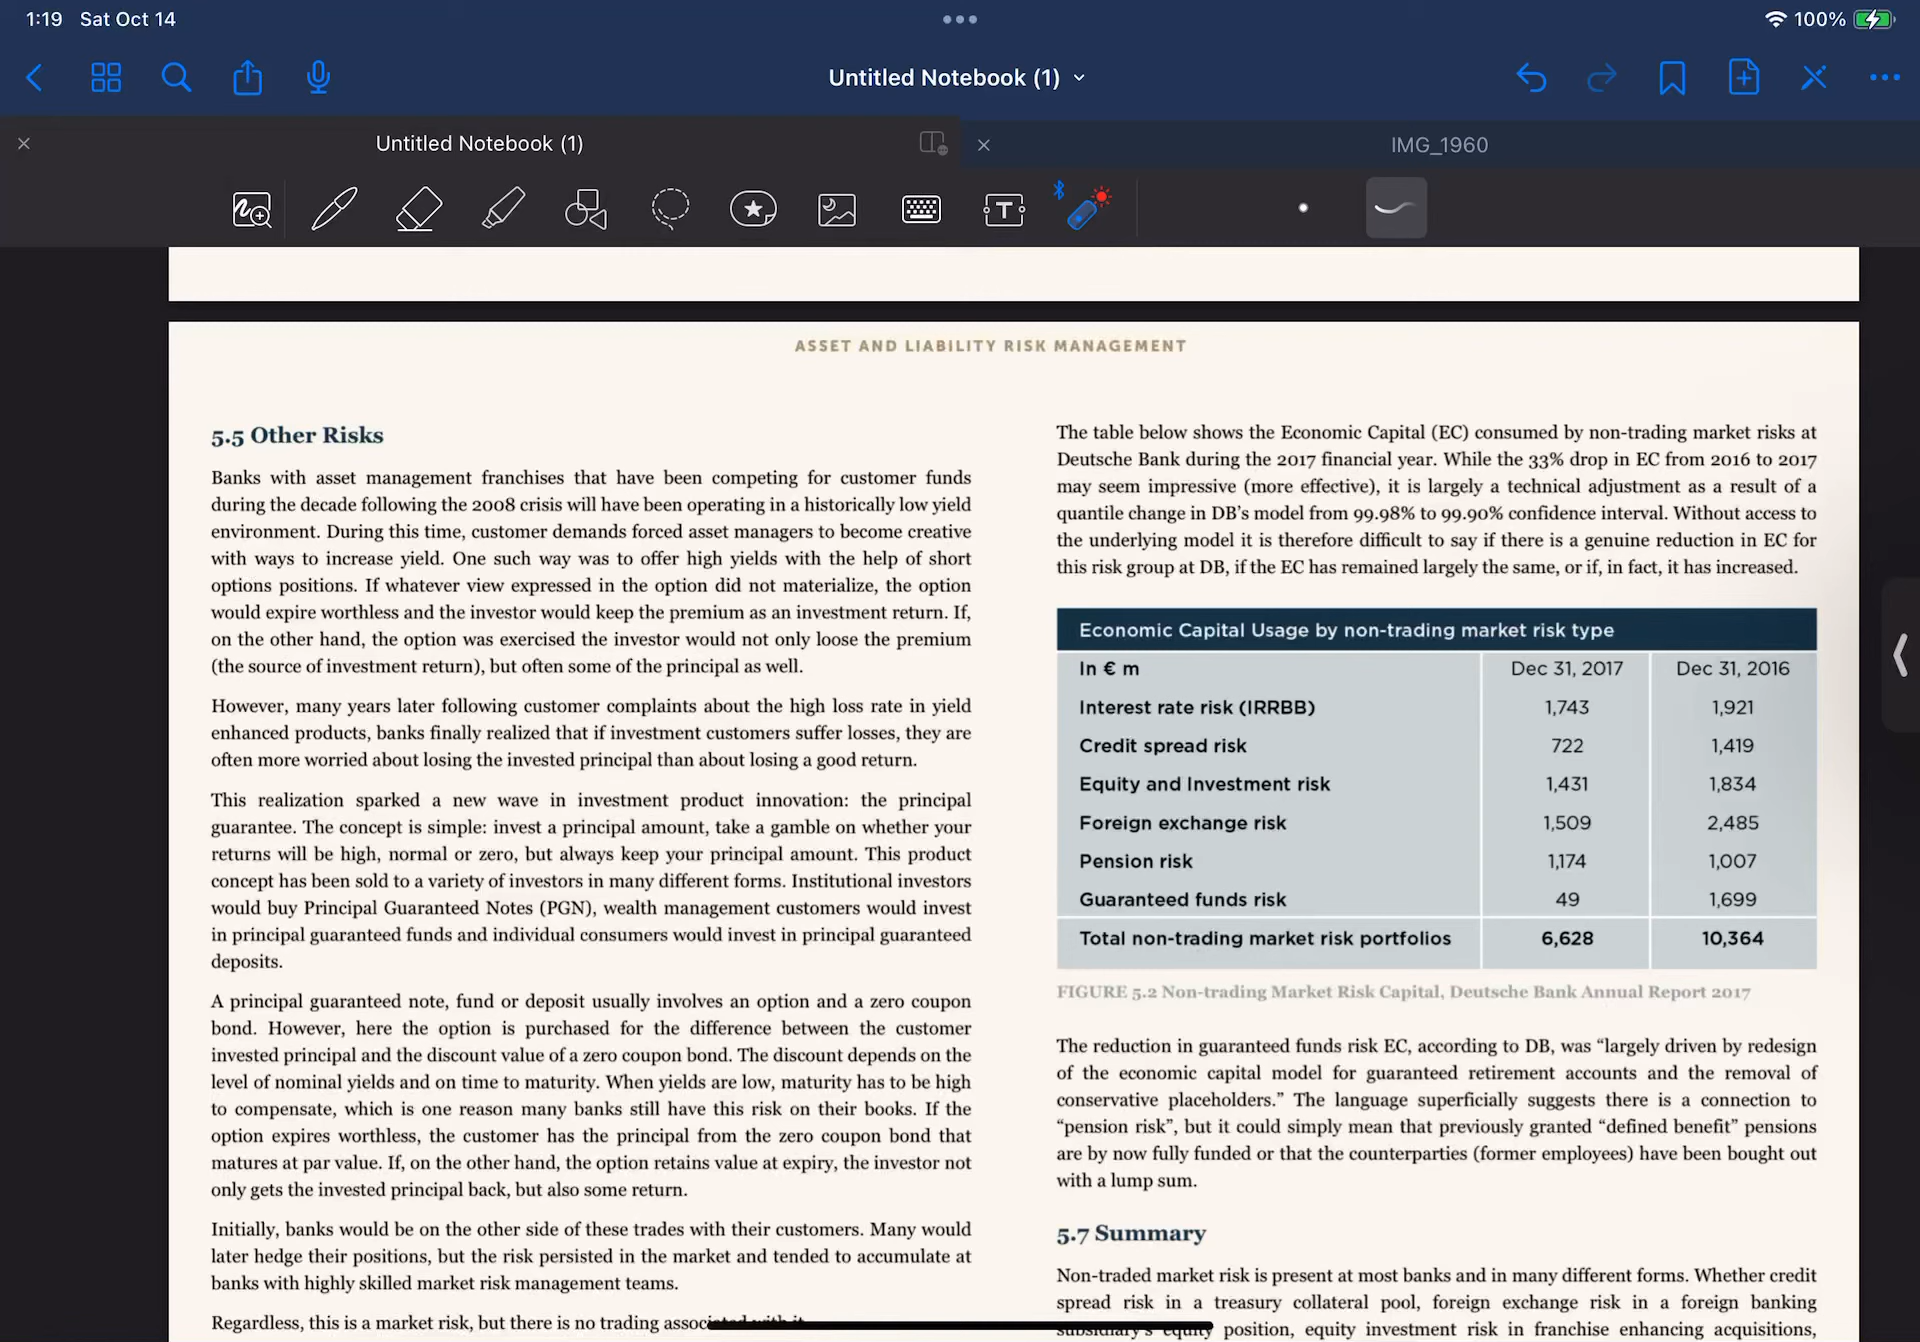 1:19 Sat Oct 14
100%
Untitled Notebook (1)
Untitled Notebook (1)
IMG_1960
ASSET AND LIABILITY RISK MANAGEMENT
5.5 Other Risks
Banks with asset management franchises that have been competing for customer funds
during the decade following the 2008 crisis will have been operating in a historically low yield
environment. During this time, customer demands forced asset managers to become creative
with ways to increase yield. One such way was to offer high yields with the help of short
options positions. If whatever view expressed in the option did not materialize, the option
would expire worthless and the investor would keep the premium as an investment return. If,
on the other hand, the option was exercised the investor would not only loose the premium
(the source of investment return), but often some of the principal as well.
However, many years later following customer complaints about the high loss rate in yield
enhanced products, banks finally realized that if investment customers suffer losses, they are
often more worried about losing the invested principal than about losing a good return.
This realization sparked a new wave in investment product innovation: the principal
guarantee. The concept is simple: invest a principal amount, take a gamble on whether your
returns will be high, normal or zero, but always keep your principal amount. This product
concept has been sold to a variety of investors in many different forms. Institutional investors
would buy Principal Guaranteed Notes (PGN), wealth management customers would invest
in principal guaranteed funds and individual consumers would invest in principal guaranteed
deposits.
A principal guaranteed note, fund or deposit usually involves an option and a zero coupon
bond. However, here the option is purchased for the difference between the customer
invested principal and the discount value of a zero coupon bond. The discount depends on the
level of nominal yields and on time to maturity. When yields are low, maturity has to be high
to compensate, which is one reason many banks still have this risk on their books. If the
option expires worthless, the customer has the principal from the zero coupon bond that
matures at par value. If, on the other hand, the option retains value at expiry, the investor not
only gets the invested principal back, but also some return.
Initially, banks would be on the other side of these trades with their customers. Many would
later hedge their positions, but the risk persisted in the market and tended to accumulate at
banks with highly skilled market risk management teams.
Regardless, this is a market risk, but there is no trading associated with it.
The table below shows the Economic Capital (EC) consumed by non-trading market risks at
Deutsche Bank during the 2017 financial year. While the 33% drop in EC from 2016 to 2017
may seem impressive (more effective), it is largely a technical adjustment as a result of a
quantile change in DB's model from 99.98% to 99.90% confidence interval. Without access to
the underlying model it is therefore difficult to say if there is a genuine reduction in EC for
this risk group at DB, if the EC has remained largely the same, or if, in fact, it has increased.
Economic Capital Usage by non-trading market risk type
In € m Dec 31, 2017 Dec 31, 2016
Interest rate risk (IRRBB) 1,743 1,921
Credit spread risk 722 1,419
Equity and Investment risk 1,431 1,834
Foreign exchange risk 1,509 2,485
Pension risk 1,174 1,007
Guaranteed funds risk 49 1,699
Total non-trading market risk portfolios 6,628 10,364
FIGURE 5.2 Non-trading Market Risk Capital, Deutsche Bank Annual Report 2017
The reduction in guaranteed funds risk EC, according to DB, was “largely driven by redesign
of the economic capital model for guaranteed retirement accounts and the removal of
conservative placeholders.” The language superficially suggests there is a connection to
“pension risk”, but it could simply mean that previously granted “defined benefit” pensions
are by now fully funded or that the counterparties (former employees) have been bought out
with a lump sum.
5.7 Summary
Non-traded market risk is present at most banks and in many different forms. Whether credit
spread risk in a treasury collateral pool, foreign exchange risk in a foreign banking
subsidiary's equity position, equity investment risk in franchise enhancing acquisitions,